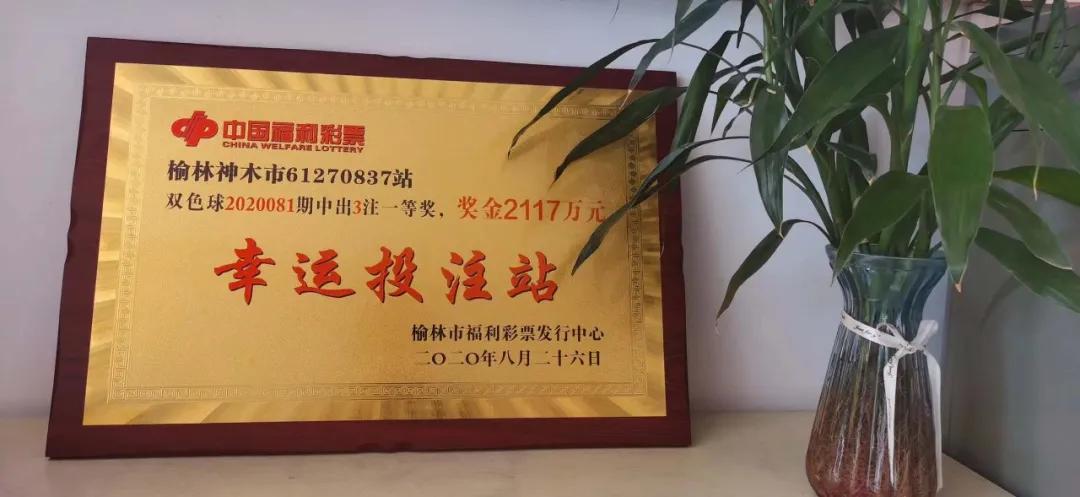 中国福利彩票
CHINA WELFARE LOTTERY
榆林神木市61270837站
双色球2020081期中出3注一等奖，奖金2117万元
幸运投注站
榆林市福利彩票发行中心
二〇二〇年八月二十六日